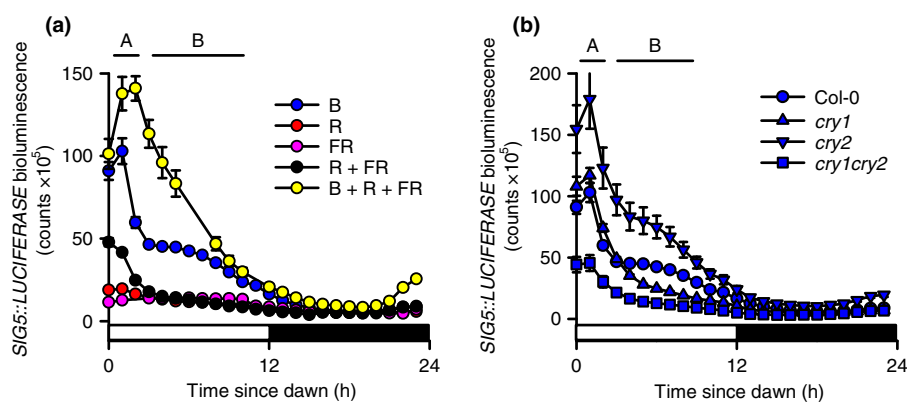 (a)
A
B
150
100
50
0
SIG5::LUCIFERASE bioluminescence
(counts ×10⁵)
B
R
FR
R + FR
B + R + FR
0
12
24
Time since dawn (h)
(b)
A
B
200
150
100
50
0
SIG5::LUCIFERASE bioluminescence
(counts ×10⁵)
Col-0
cry1
cry2
cry1cry2
0
12
24
Time since dawn (h)